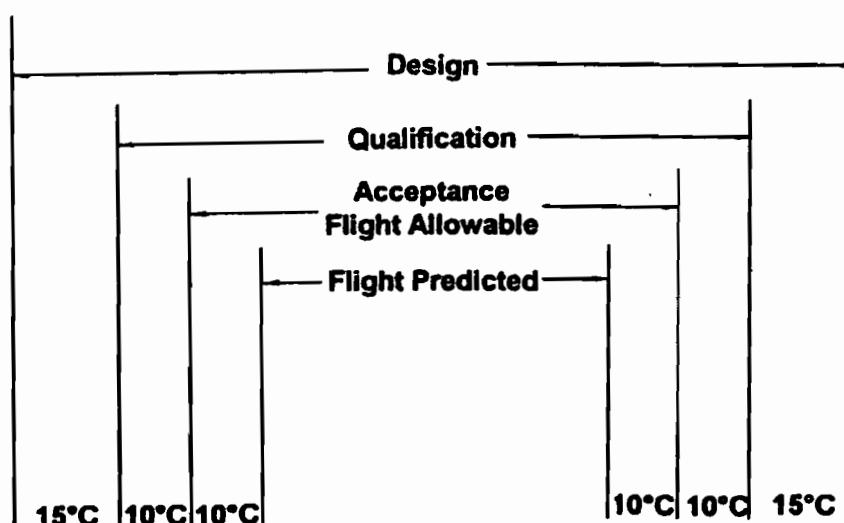 Design
Qualification
Acceptance
Flight Allowable
Flight Predicted
15°C 10°C 10°C 10°C 10°C 15°C